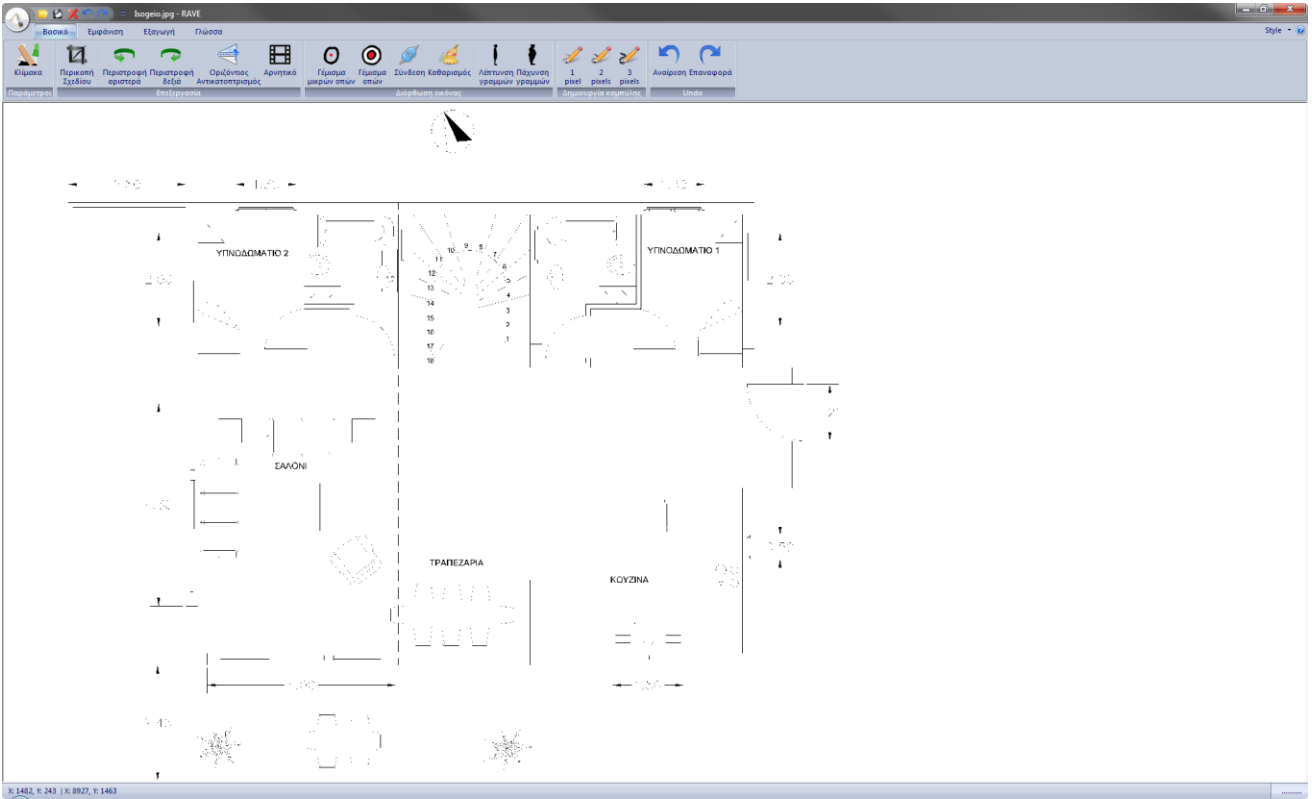 Isogeio.jpg - RAVE
Βασικό Εμφάνιση Εξαγωγή Γλώσσα Style
Κλίμακα Περικοπή Σχεδίου Περιστροφή αριστερά Περιστροφή δεξιά Οριζόντιος Αντικατοπτρισμός Αρνητικό Γέμισμα μικρών οπών Γέμισμα οπών Σύνδεση Καθαρισμός Λέπτυνση γραμμών Πάχυνση γραμμών 1 pixel 2 pixels 3 pixels Αναίρεση Επαναφορά
Παράμετροι Επεξεργασία Διόρθωση εικόνας Δημιουργία καμπύλης Undo
ΥΠΝΟΔΩΜΑΤΙΟ 2
ΥΠΝΟΔΩΜΑΤΙΟ 1
10 9 8
11 7
12 6
13 5
14 4
15 3
16 2
17 1
18
ΣΑΛΟΝΙ
ΤΡΑΠΕΖΑΡΙΑ
ΚΟΥΖΙΝΑ
X: 1482, Y: 243 | X: 8927, Y: 1463